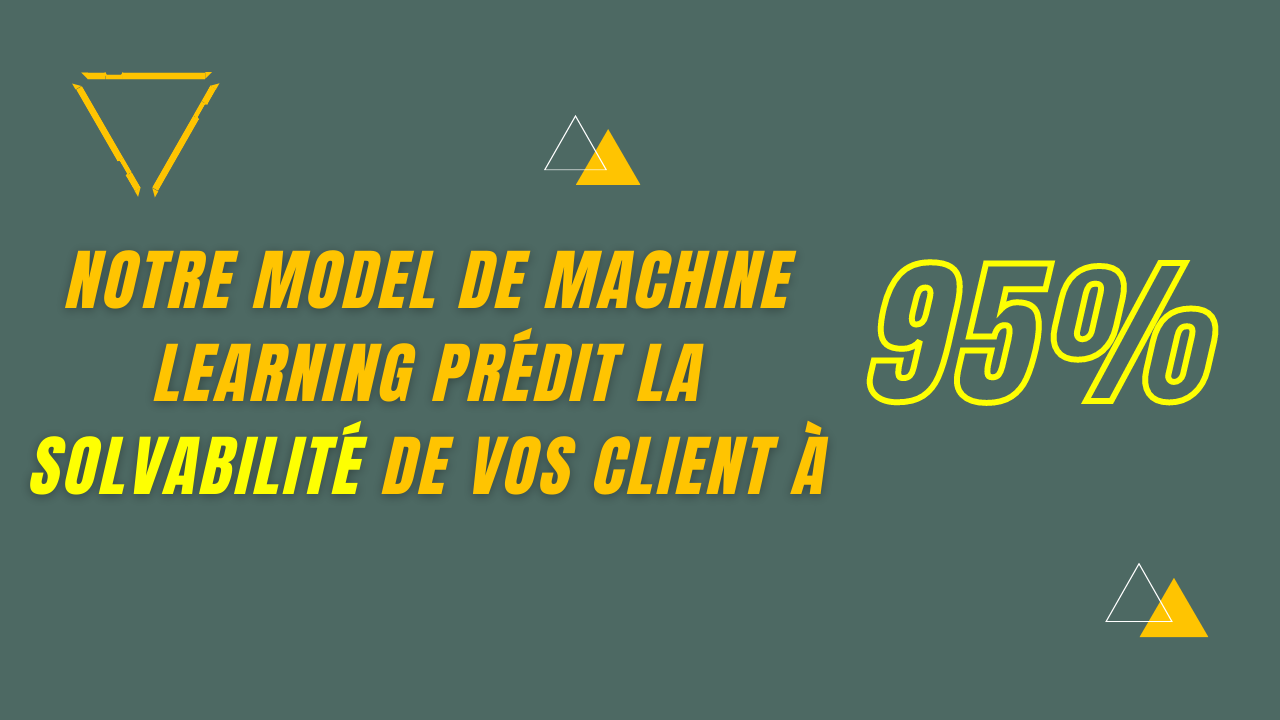 NOTRE MODEL DE MACHINE
LEARNING PRÉDIT LA
SOLVABILITÉ DE VOS CLIENT À
95%